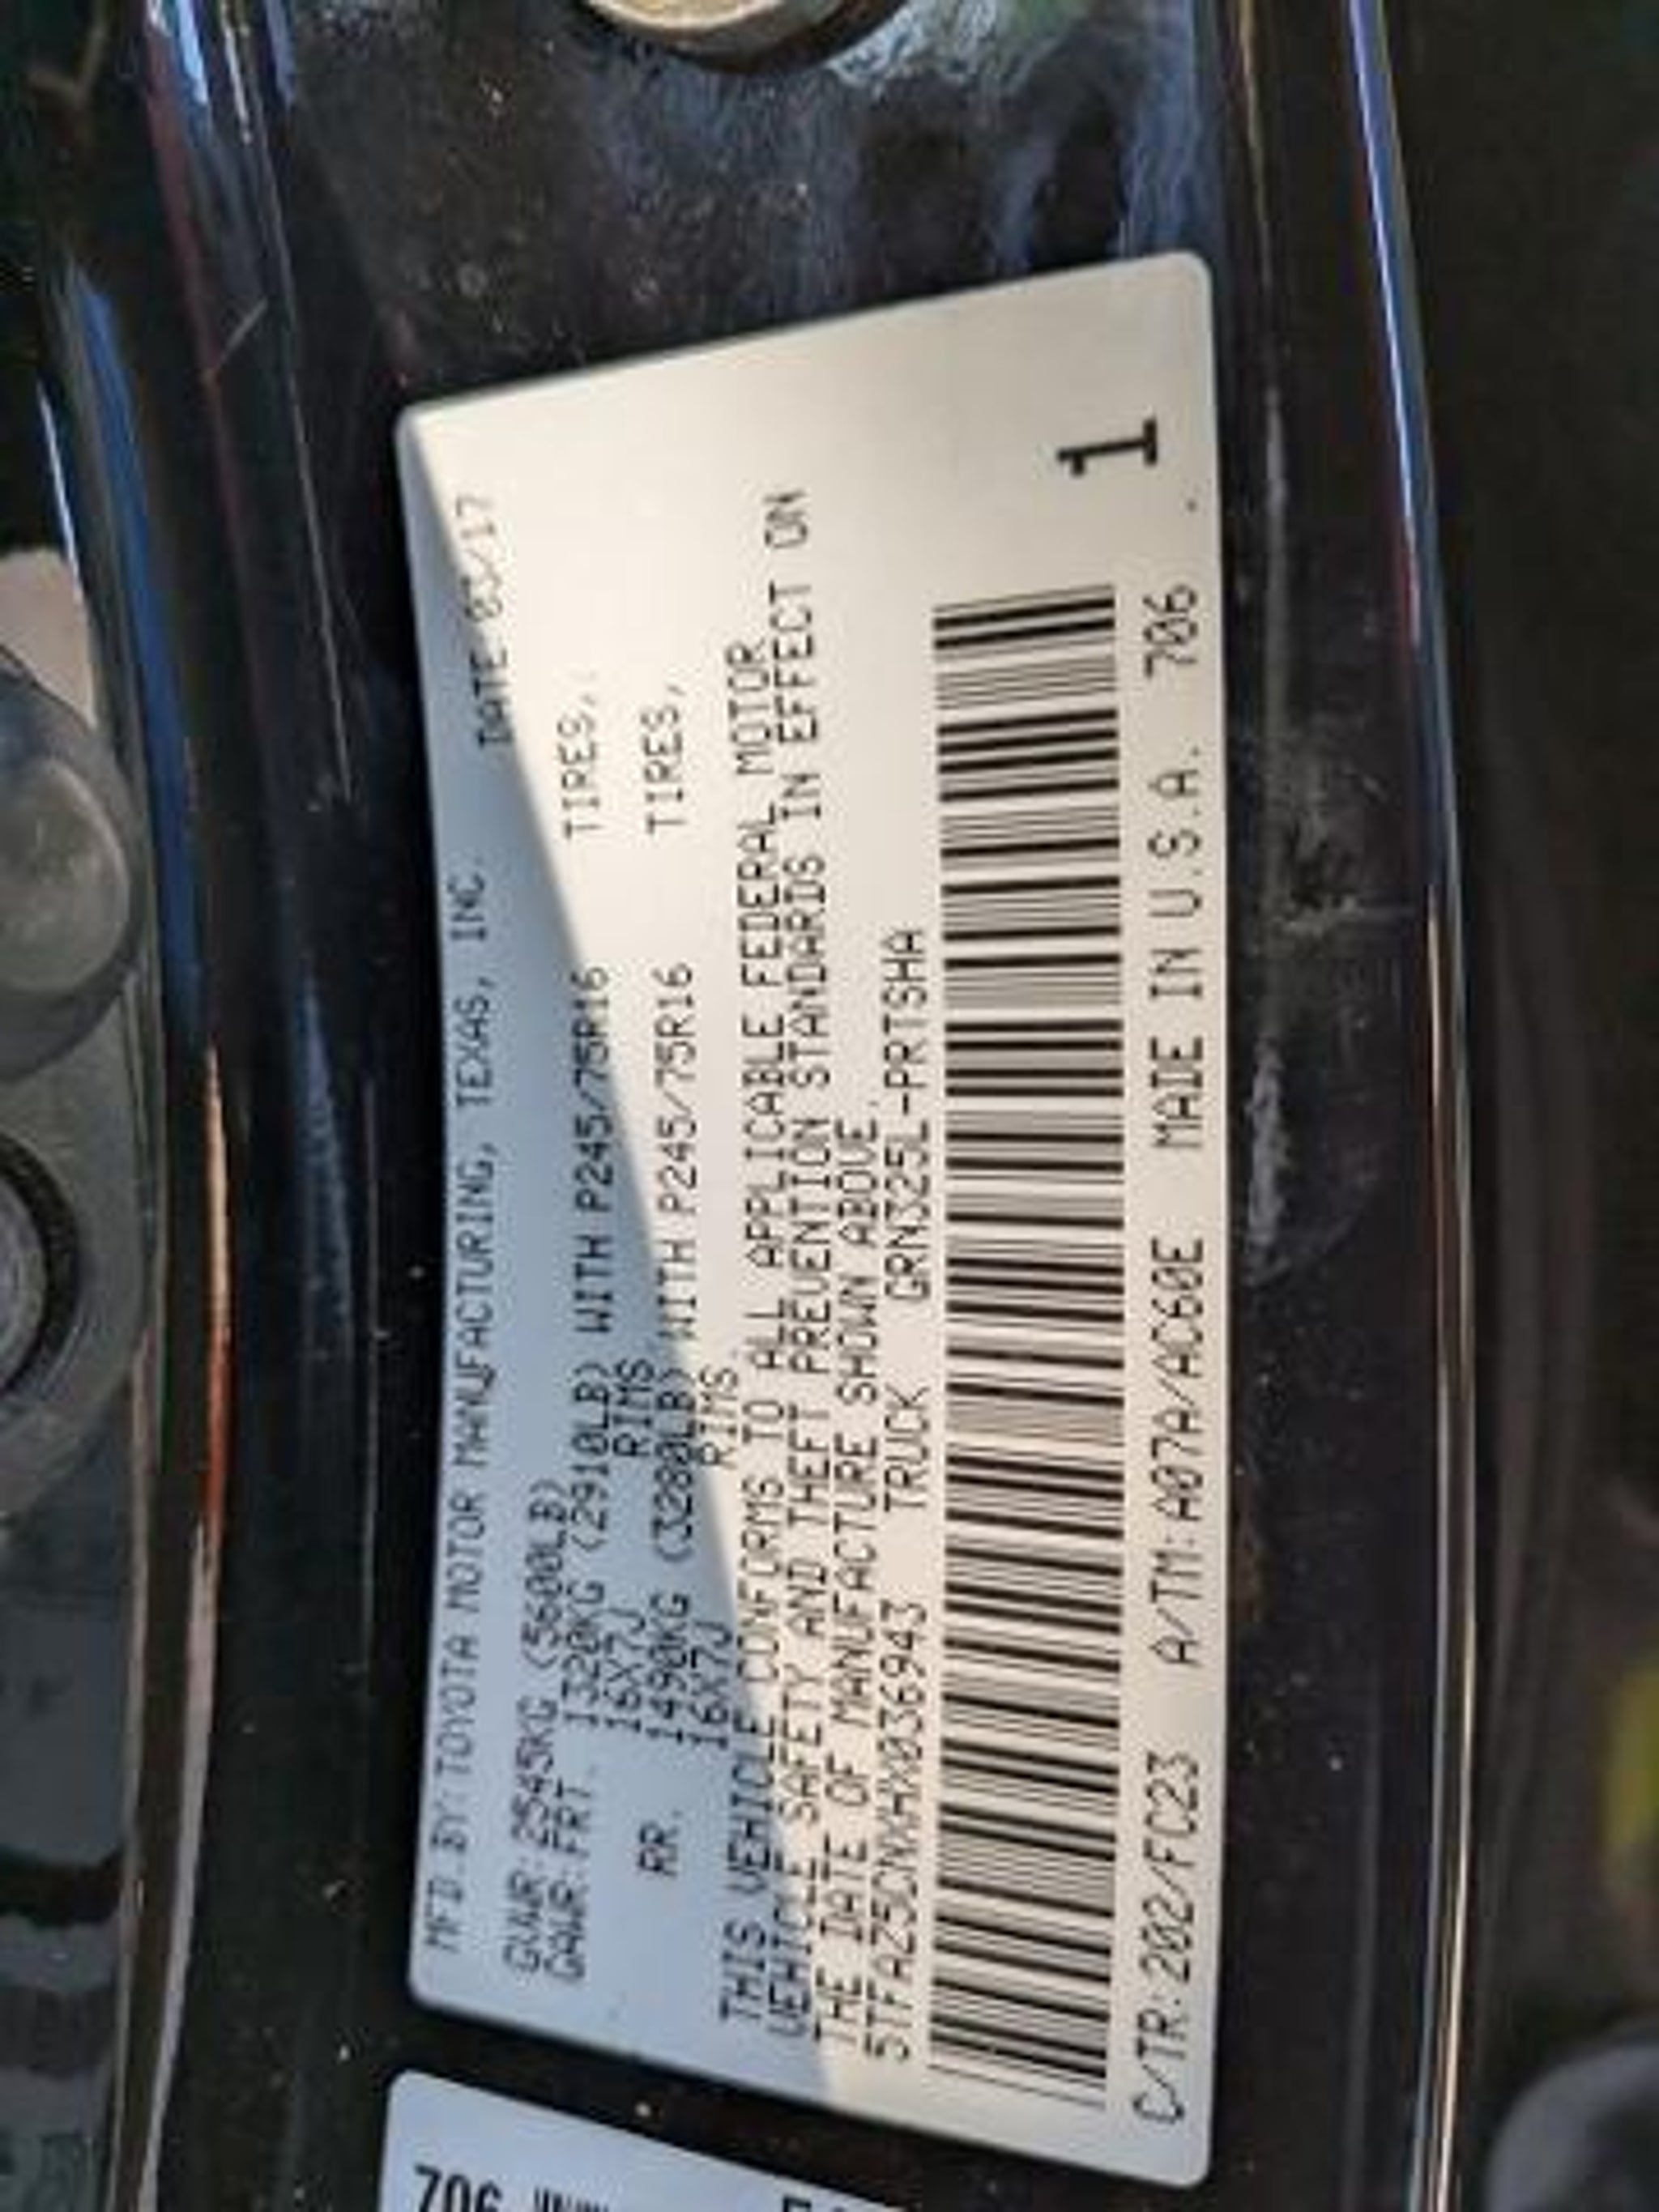 MFD.BY:TOYOTA MOTOR MANUFACTURING, TEXAS, INC. DATE:
GVWR:2545KG (5600LB)
GAWR:FRT. 1320KG (2910LB) WITH P245/75R16 TIRES,
16X7J RIMS
RR. 1490KG (3280LB) WITH P245/75R16 TIRES,
16X7J RIMS.
THIS VEHICLE CONFORMS TO ALL APPLICABLE FEDERAL MOTOR
VEHICLE SAFETY AND THEFT PREVENTION STANDARDS IN EFFECT ON
THE DATE OF MANUFACTURE SHOWN ABOVE.
5TFAZ5CNXHX036943 TRUCK GRN325L-PRTSHA
1
C/TR:202/FC23 A/TM:A07A/AC60E MADE IN U.S.A. 706 .
706